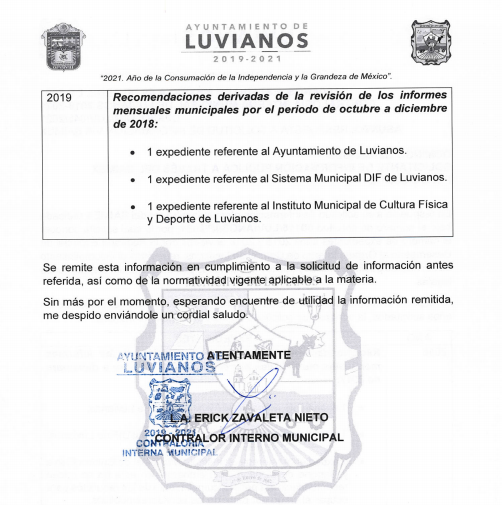 AYUNTAMIENTO DE
LUVIANOS
2019-2021
"2021. Año de la Consumación de la Independencia y la Grandeza de México".
2019
Recomendaciones derivadas de la revisión de los informes
mensuales municipales por el periodo de octubre a diciembre
de 2018:
• 1 expediente referente al Ayuntamiento de Luvianos.
• 1 expediente referente al Sistema Municipal DIF de Luvianos.
• 1 expediente referente al Instituto Municipal de Cultura Física
y Deporte de Luvianos.
Se remite esta información en cumplimiento a la solicitud de información antes
referida, así como de la normatividad vigente aplicable a la materia.
Sin más por el momento, esperando encuentre de utilidad la información remitida,
me despido enviándole un cordial saludo.
AYUNTAMIENTO
LUVIANOS
ATENTAMENTE
L.A. ERICK ZAVALETA NIETO
CONTRALOR INTERNO MUNICIPAL
2019 - 2021
CONTRALORIA
INTERNA MUNICIPAL